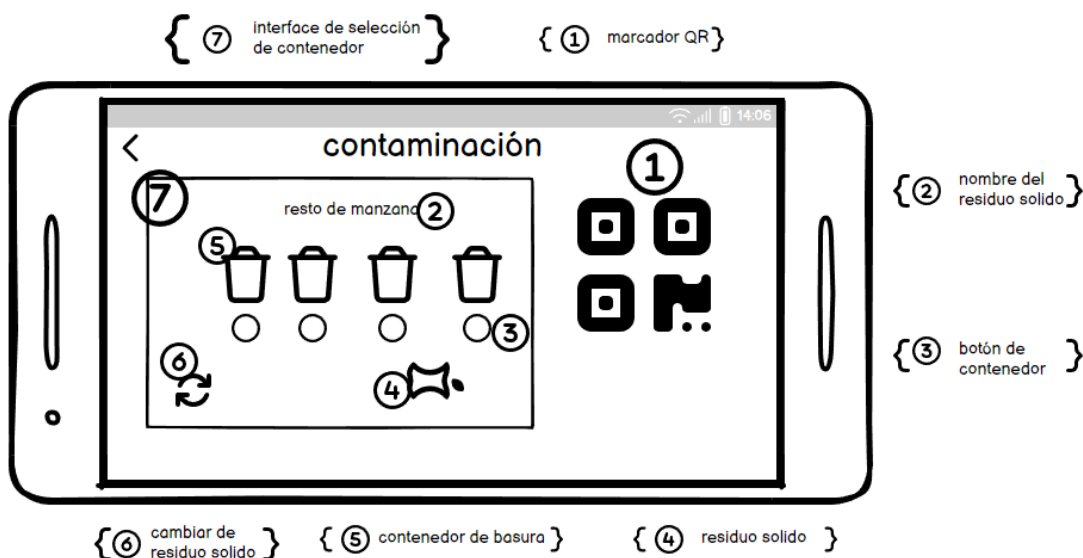 7 interface de selección
de contenedor
1 marcador QR
14:06
contaminación
1
7
resto de manzana 2
5
3
6
4
2 nombre del
residuo solido
3 botón de
contenedor
6 cambiar de
residuo solido
5 contenedor de basura
4 residuo solido